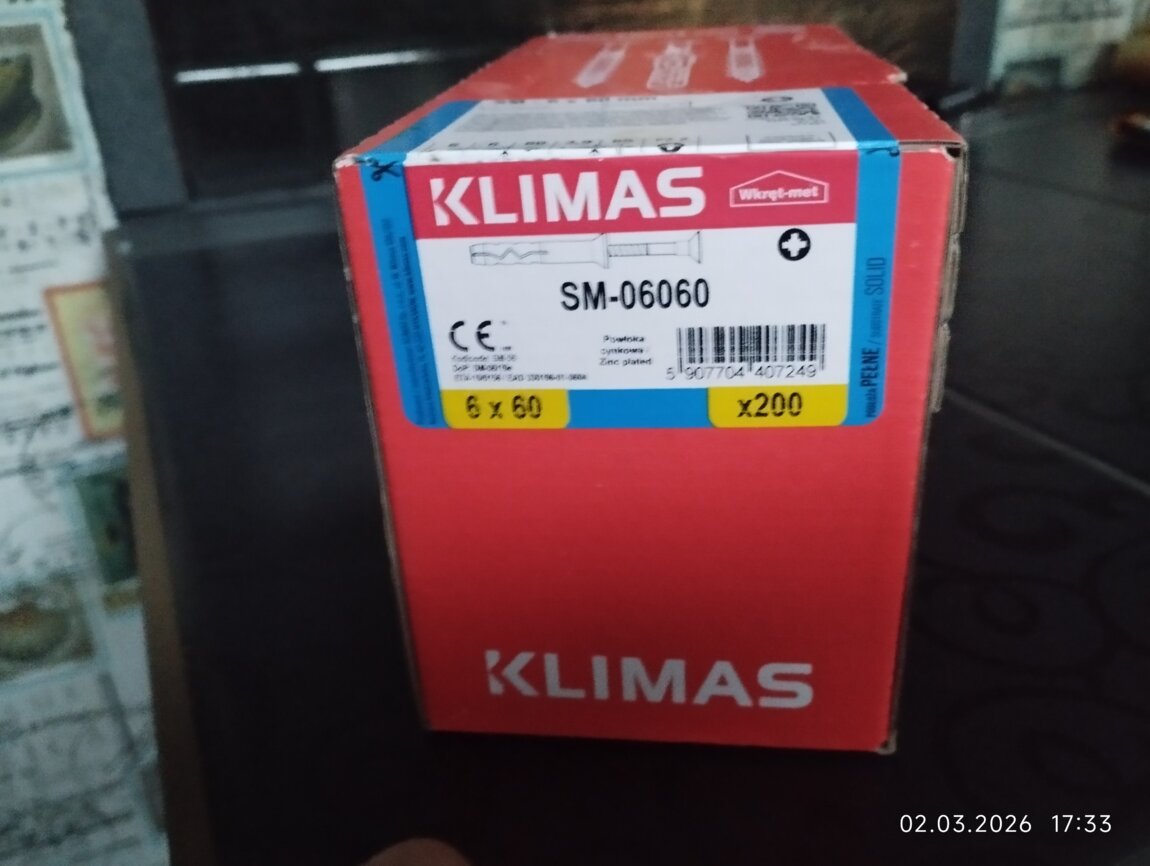 KLIMAS
Wkręt-met
SM-06060
CE
Powłoka
cynkowa
Zinc plated
5 907704 407249
6 x 60
x200
PEŁNE / SOLID
KLIMAS
02.03.2026 17:33